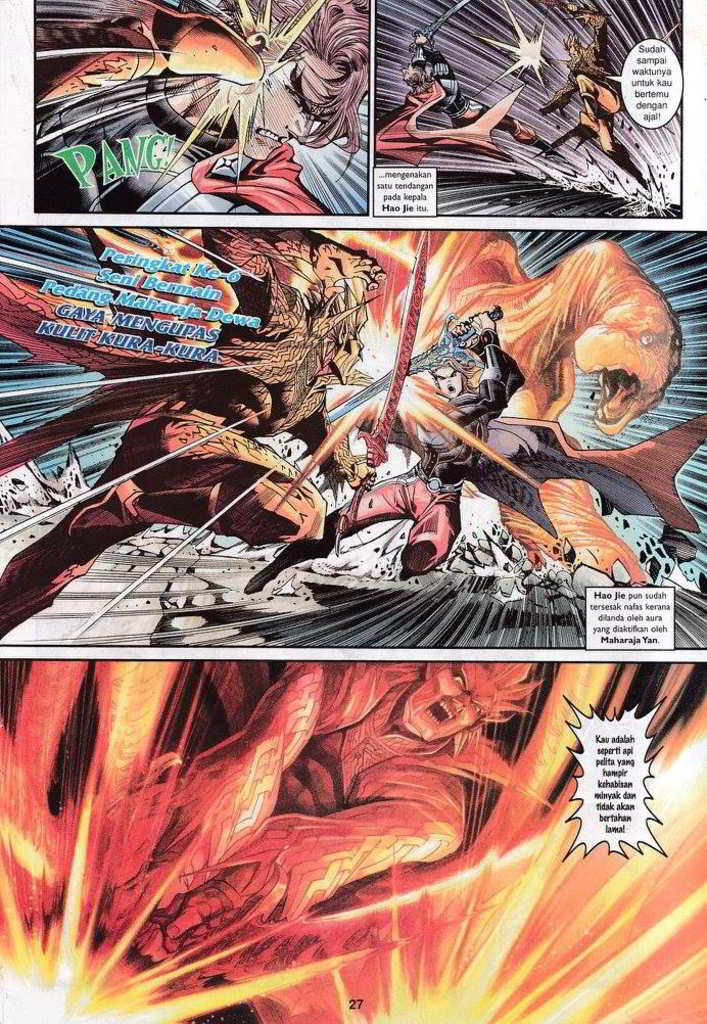 PANG!
Sudah
sampai
waktunya
untuk kau
bertemu
dengan
ajal!
...mengenakan
satu tendangan
pada kepala
Hao Jie itu.
Peringkat Ke-6
Seni Bermain
Pedang Maharaja Dewa
GAYA MENGUPAS
KULIT KURA-KURA
Hao Jie pun sudah
tersesak nafas kerana
dilanda oleh aura
yang diaktifkan oleh
Maharaja Yan.
Kau adalah
seperti api
pelita yang
hampir
kehabisan
minyak dan
tidak akan
bertahan
lama!
27